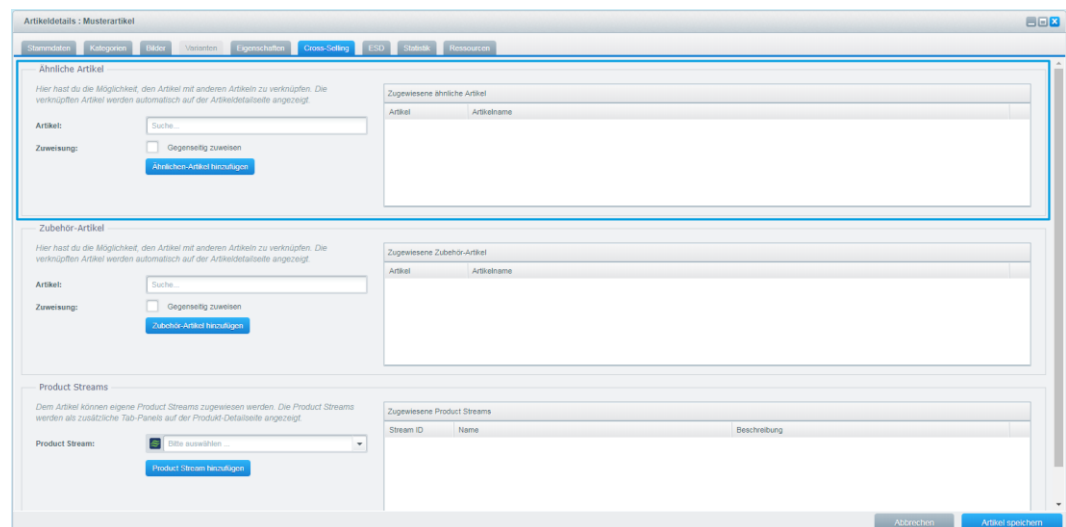 Artikeldetails : Musterartikel
Stammdaten Kategorien Bilder Varianten Eigenschaften Cross-Selling ESD Statistik Ressourcen
Ähnliche Artikel
Hier hast du die Möglichkeit, den Artikel mit anderen Artikeln zu verknüpfen. Die
verknüpften Artikel werden automatisch auf der Artikeldetailseite angezeigt.
Artikel: Suche...
Zuweisung: Gegenseitig zuweisen
Ähnlichen-Artikel hinzufügen
Zugewiesene ähnliche Artikel
Artikel Artikelname
Zubehör-Artikel
Hier hast du die Möglichkeit, den Artikel mit anderen Artikeln zu verknüpfen. Die
verknüpften Artikel werden automatisch auf der Artikeldetailseite angezeigt.
Artikel: Suche...
Zuweisung: Gegenseitig zuweisen
Zubehör-Artikel hinzufügen
Zugewiesene Zubehör-Artikel
Artikel Artikelname
Product Streams
Dem Artikel können eigene Product Streams zugewiesen werden. Die Product Streams
werden als zusätzliche Tab-Panels auf der Produkt-Detailseite angezeigt.
Product Stream: Bitte auswählen ...
Product Stream hinzufügen
Zugewiesene Product Streams
Stream ID Name Beschreibung
Abbrechen Artikel speichern